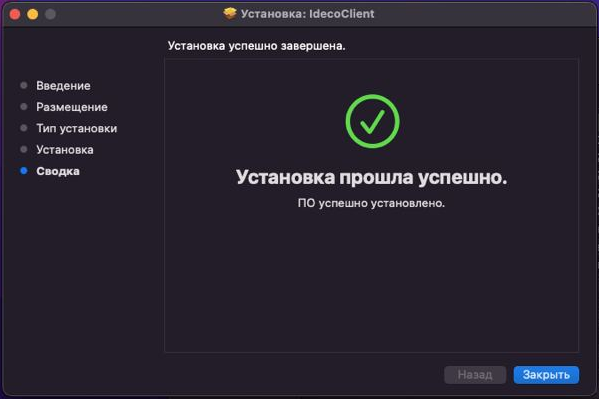 Установка: IdecoClient
Установка успешно завершена.
Введение
Размещение
Тип установки
Установка
Сводка
Установка прошла успешно.
ПО успешно установлено.
Назад
Закрыть